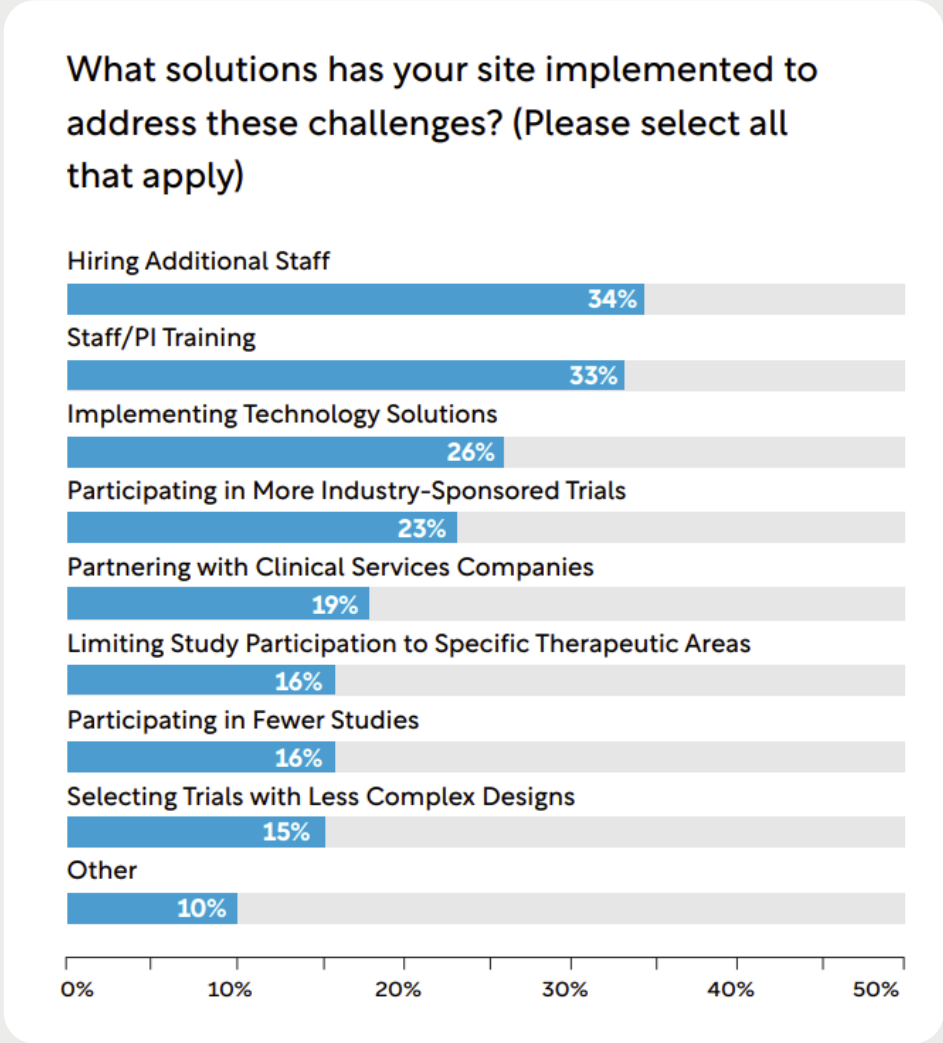 What solutions has your site implemented to
address these challenges? (Please select all
that apply)
Hiring Additional Staff
34%
Staff/PI Training
33%
Implementing Technology Solutions
26%
Participating in More Industry-Sponsored Trials
23%
Partnering with Clinical Services Companies
19%
Limiting Study Participation to Specific Therapeutic Areas
16%
Participating in Fewer Studies
16%
Selecting Trials with Less Complex Designs
15%
Other
10%
0% 10% 20% 30% 40% 50%